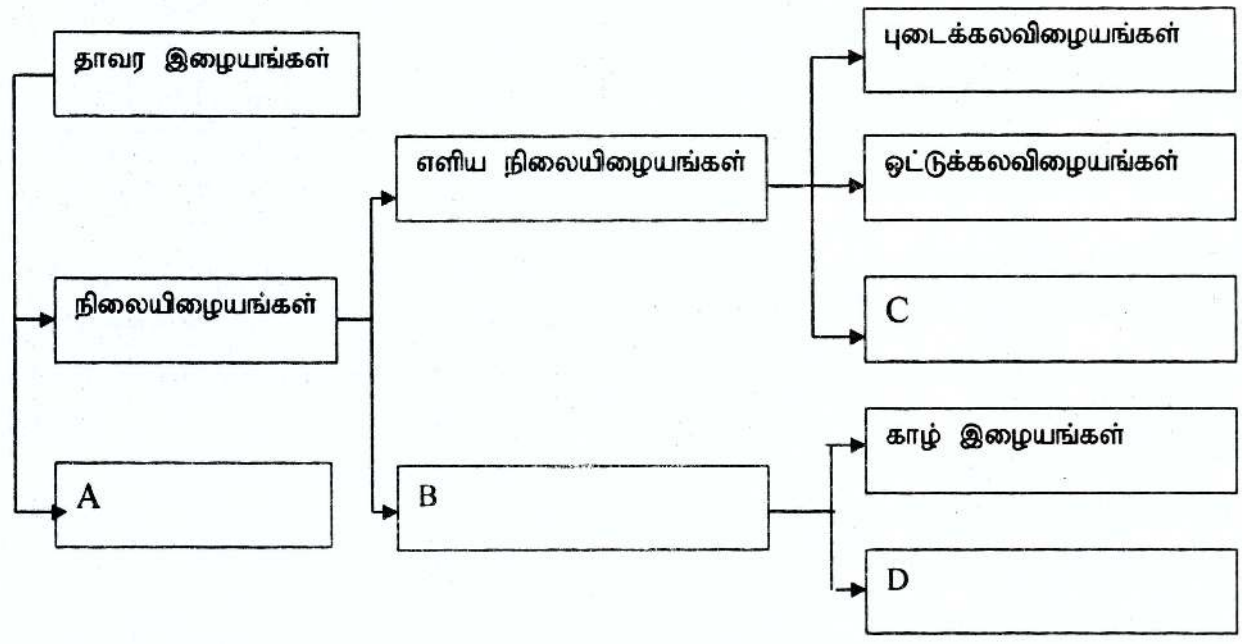 தாவர இழையங்கள்
நிலையிழையங்கள்
A
எளிய நிலையிழையங்கள்
B
புடைக்கலவிழையங்கள்
ஒட்டுக்கலவிழையங்கள்
C
காழ் இழையங்கள்
D